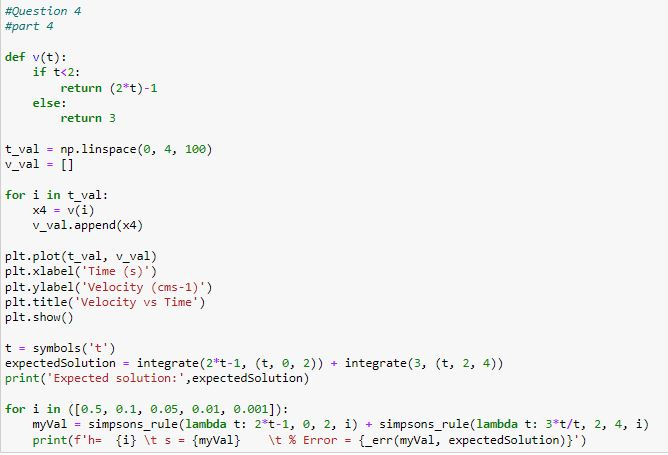 #Question 4
#part 4
def v(t):
    if t<2:
        return (2*t)-1
    else:
        return 3
t_val = np.linspace(0, 4, 100)
v_val = []
for i in t_val:
    x4 = v(i)
    v_val.append(x4)
plt.plot(t_val, v_val)
plt.xlabel('Time (s)')
plt.ylabel('Velocity (cms-1)')
plt.title('Velocity vs Time')
plt.show()
t = symbols('t')
expectedSolution = integrate(2*t-1, (t, 0, 2)) + integrate(3, (t, 2, 4))
print('Expected solution:',expectedSolution)
for i in ([0.5, 0.1, 0.05, 0.01, 0.001]):
    myVal = simpsons_rule(lambda t: 2*t-1, 0, 2, i) + simpsons_rule(lambda t: 3*t/t, 2, 4, i)
    print(f'h=  {i} \t s = {myVal}    \t % Error = {_err(myVal, expectedSolution)}')